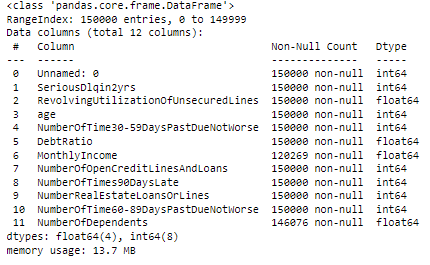 <class 'pandas.core.frame.DataFrame'>
RangeIndex: 150000 entries, 0 to 149999
Data columns (total 12 columns):
 #   Column                                Non-Null Count   Dtype
---  ------                                --------------   -----
 0   Unnamed: 0                            150000 non-null  int64
 1   SeriousDlqin2yrs                      150000 non-null  int64
 2   RevolvingUtilizationOfUnsecuredLines  150000 non-null  float64
 3   age                                   150000 non-null  int64
 4   NumberOfTime30-59DaysPastDueNotWorse  150000 non-null  int64
 5   DebtRatio                             150000 non-null  float64
 6   MonthlyIncome                         120269 non-null  float64
 7   NumberOfOpenCreditLinesAndLoans       150000 non-null  int64
 8   NumberOfTimes90DaysLate               150000 non-null  int64
 9   NumberRealEstateLoansOrLines          150000 non-null  int64
 10  NumberOfTime60-89DaysPastDueNotWorse  150000 non-null  int64
 11  NumberOfDependents                    146076 non-null  float64
dtypes: float64(4), int64(8)
memory usage: 13.7 MB